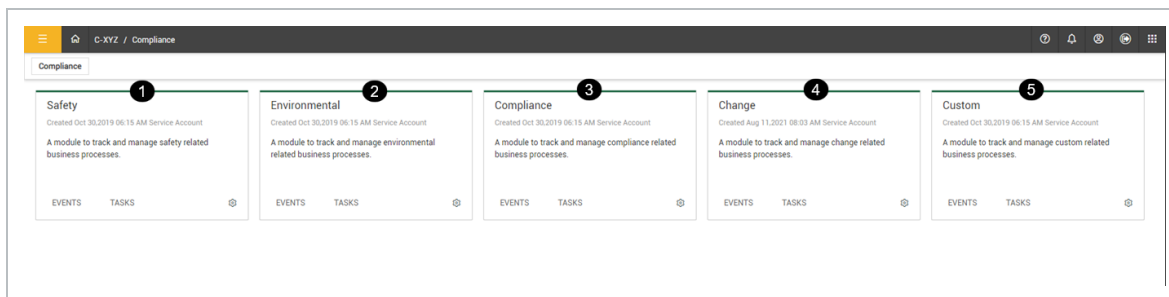 C-XYZ / Compliance
Compliance
1
Safety
Created Oct 30,2019 06:15 AM Service Account
A module to track and manage safety related
business processes.
EVENTS TASKS
2
Environmental
Created Oct 30,2019 06:15 AM Service Account
A module to track and manage environmental
related business processes.
EVENTS TASKS
3
Compliance
Created Oct 30,2019 06:15 AM Service Account
A module to track and manage compliance related
business processes.
EVENTS TASKS
4
Change
Created Aug 11,2021 08:03 AM Service Account
A module to track and manage change related
business processes.
EVENTS TASKS
5
Custom
Created Oct 30,2019 06:15 AM Service Account
A module to track and manage custom related
business processes.
EVENTS TASKS